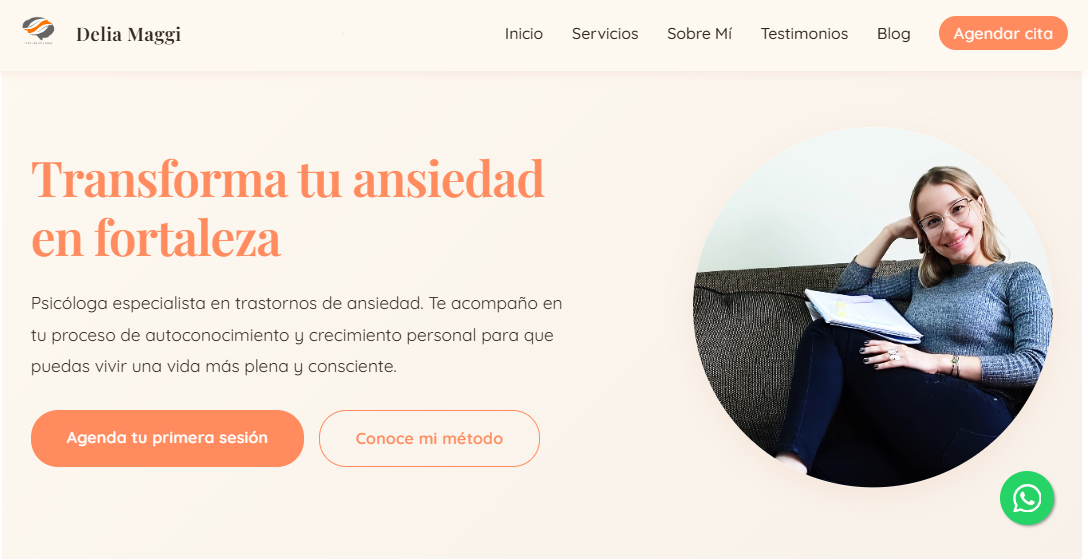 Delia Maggi
Inicio
Servicios
Sobre Mí
Testimonios
Blog
Agendar cita
Transforma tu ansiedad
en fortaleza
Psicóloga especialista en trastornos de ansiedad. Te acompaño en
tu proceso de autoconocimiento y crecimiento personal para que
puedas vivir una vida más plena y consciente.
Agenda tu primera sesión
Conoce mi método